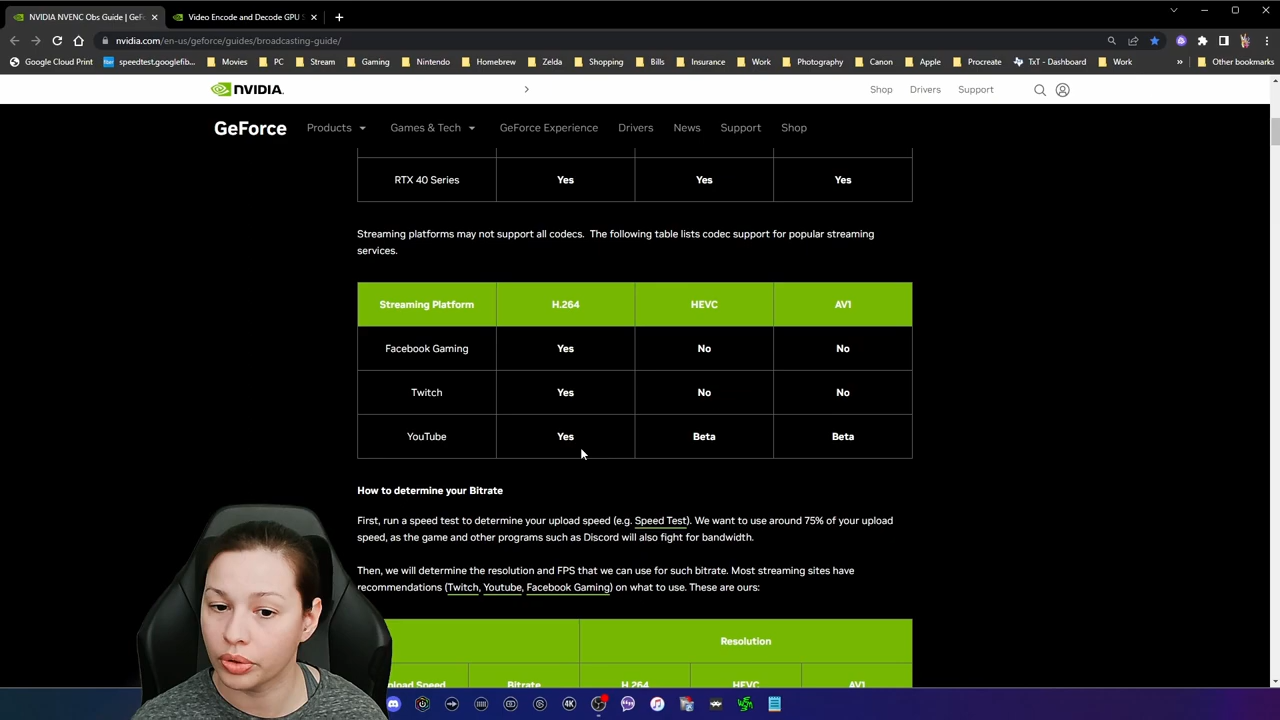 NVIDIA NVENC Obs Guide | GeF
Video Encode and Decode GPU S
nvidia.com/en-us/geforce/guides/broadcasting-guide/
Google Cloud Print
speedtest.googlefib...
Movies
PC
Stream
Gaming
Nintendo
Homebrew
Zelda
Shopping
Bills
Insurance
Work
Photography
Canon
Apple
Procreate
TxT - Dashboard
Work
Other bookmarks
NVIDIA.
Shop
Drivers
Support
GeForce
Products
Games & Tech
GeForce Experience
Drivers
News
Support
Shop
RTX 40 Series Yes Yes Yes
Streaming platforms may not support all codecs. The following table lists codec support for popular streaming
services.
Streaming Platform H.264 HEVC AV1
Facebook Gaming Yes No No
Twitch Yes No No
YouTube Yes Beta Beta
How to determine your Bitrate
First, run a speed test to determine your upload speed (e.g. Speed Test). We want to use around 75% of your upload
speed, as the game and other programs such as Discord will also fight for bandwidth.
Then, we will determine the resolution and FPS that we can use for such bitrate. Most streaming sites have
recommendations (Twitch, Youtube, Facebook Gaming) on what to use. These are ours:
Resolution
Speed Bitrate H.264 HEVC AV1
4K